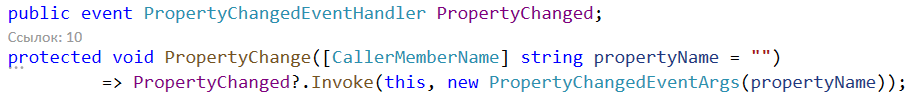 public event PropertyChangedEventHandler PropertyChanged;
Ссылок: 10
protected void PropertyChange([CallerMemberName] string propertyName = "")
=> PropertyChanged?.Invoke(this, new PropertyChangedEventArgs(propertyName));